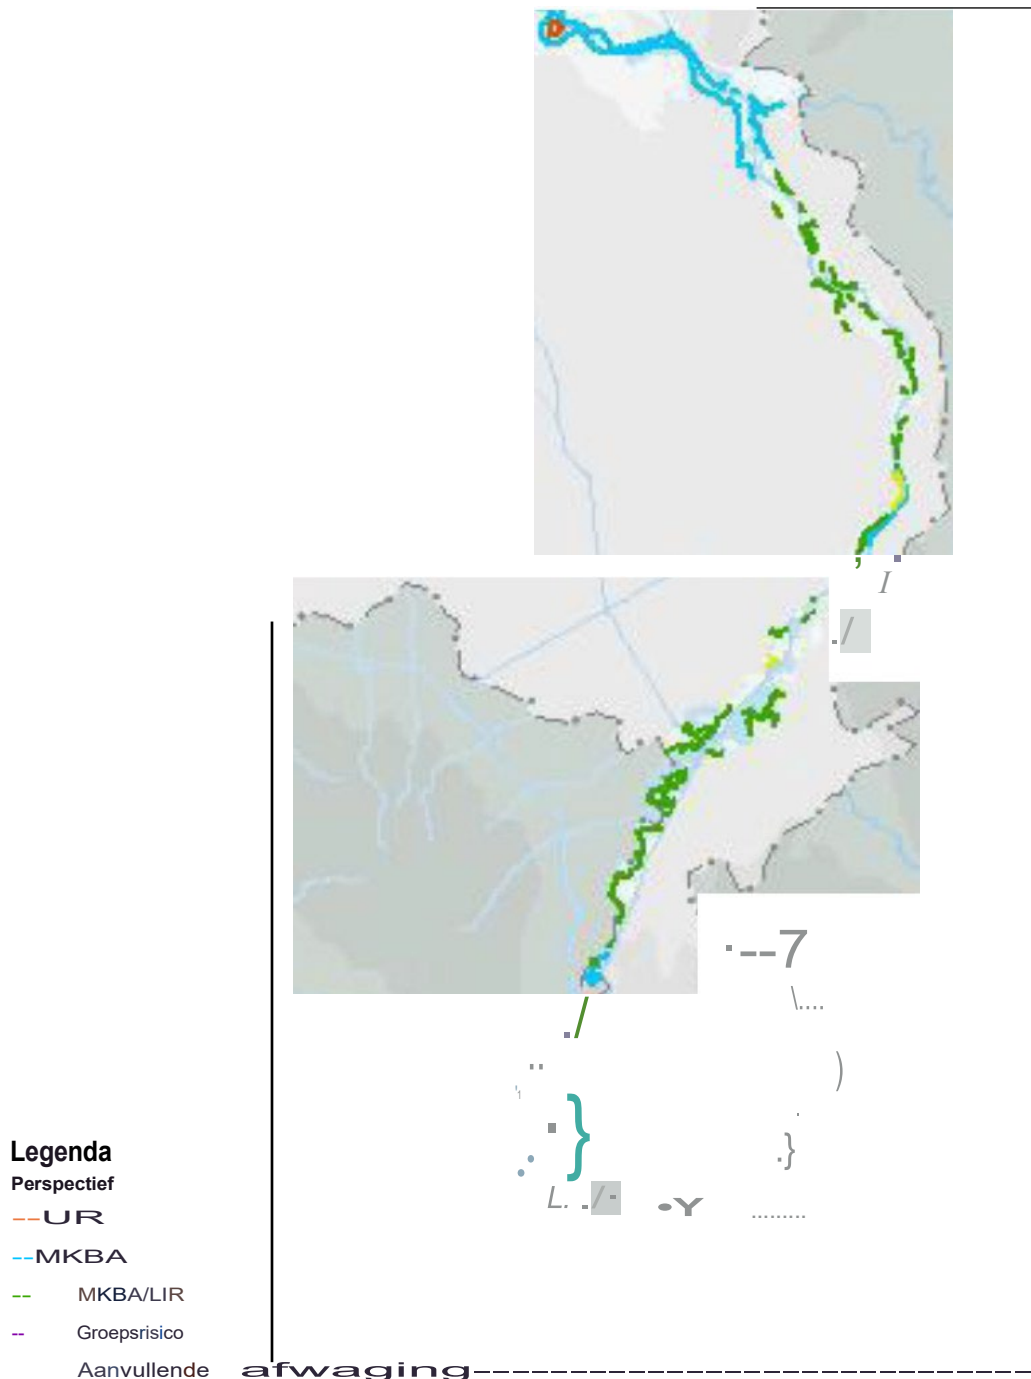 Legenda
Perspectief
--UR
--MKBA
-- MKBA/LIR
-- Groepsrisico
Aanvullende afwaging